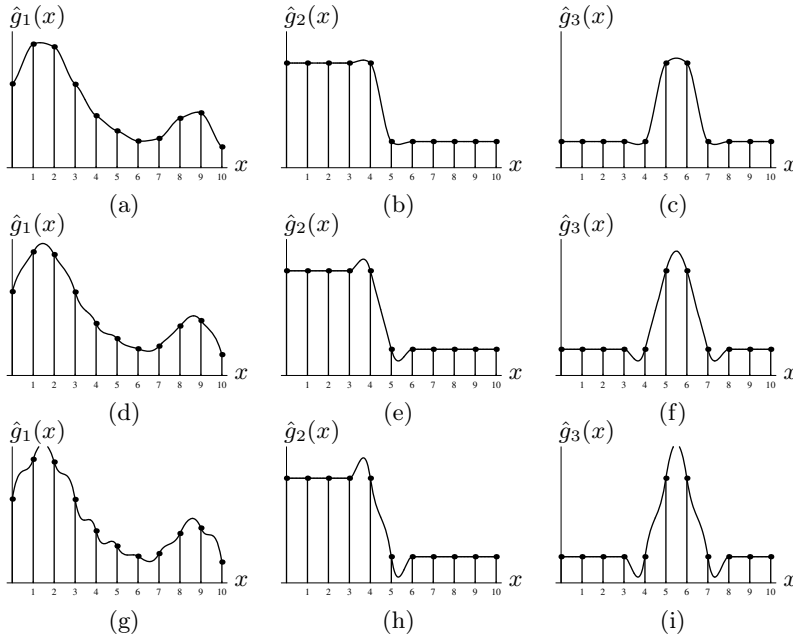 ĝ₁(x) ĝ₂(x) ĝ₃(x)
x x x
1 2 3 4 5 6 7 8 9 10 1 2 3 4 5 6 7 8 9 10 1 2 3 4 5 6 7 8 9 10
(a) (b) (c)
ĝ₁(x) ĝ₂(x) ĝ₃(x)
x x x
1 2 3 4 5 6 7 8 9 10 1 2 3 4 5 6 7 8 9 10 1 2 3 4 5 6 7 8 9 10
(d) (e) (f)
ĝ₁(x) ĝ₂(x) ĝ₃(x)
x x x
1 2 3 4 5 6 7 8 9 10 1 2 3 4 5 6 7 8 9 10 1 2 3 4 5 6 7 8 9 10
(g) (h) (i)